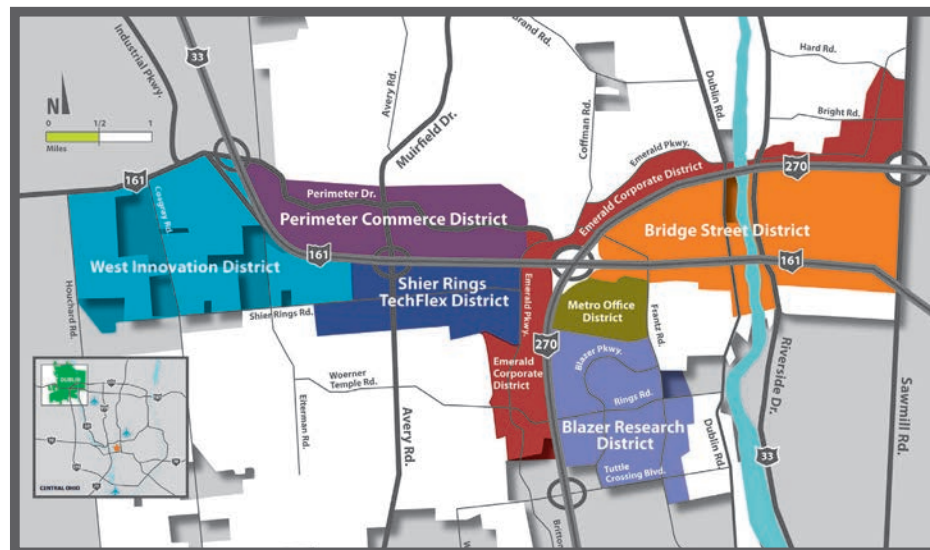 Industrial Pkwy.
33
Avery Rd.
Muirfield Dr.
Brand Rd.
Coffman Rd.
Dublin Rd.
Hard Rd.
Bright Rd.
N
0 1/2 1
Miles
161
Cosgray Rd.
Perimeter Dr.
Perimeter Commerce District
Emerald Pkwy.
Emerald Corporate District
270
Bridge Street District
West Innovation District
161
161
Shier Rings
TechFlex District
Emerald Pkwy.
Metro Office
District
Frantz Rd.
Houchard Rd.
Shier Rings Rd.
270
Blazer Pkwy.
Riverside Dr.
Sawmill Rd.
Emerald
Corporate
District
Woerner
Temple Rd.
Eiterman Rd.
Avery Rd.
Rings Rd.
Blazer Research
District
Dublin Rd.
Tuttle
Crossing Blvd.
33
DUBLIN
CENTRAL OHIO